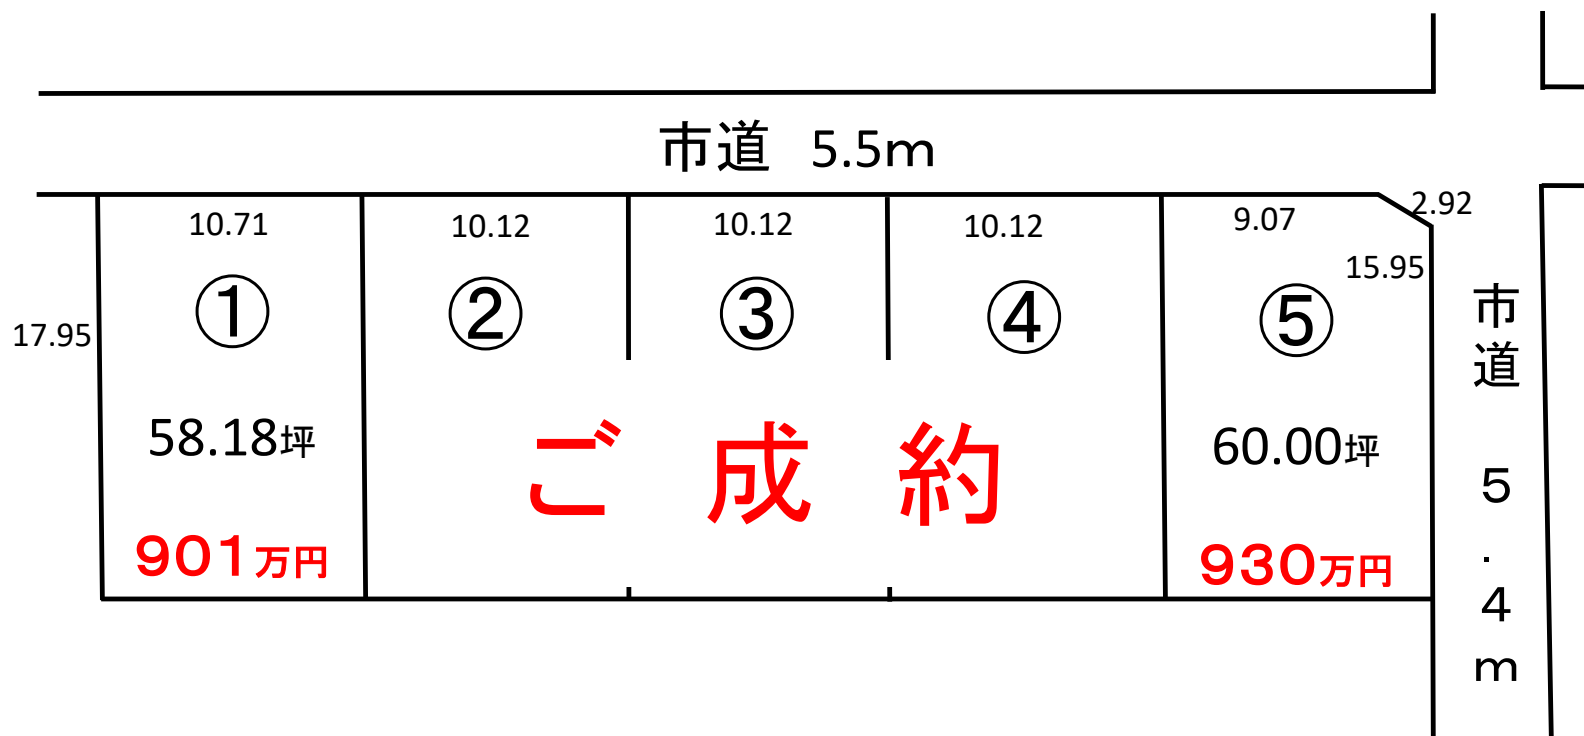 市道 5.5m
10.71
10.12
10.12
10.12
9.07
2.92
15.95
17.95
①
②
③
④
⑤
58.18坪
ご成約
60.00坪
901万円
930万円
市道 5.4m